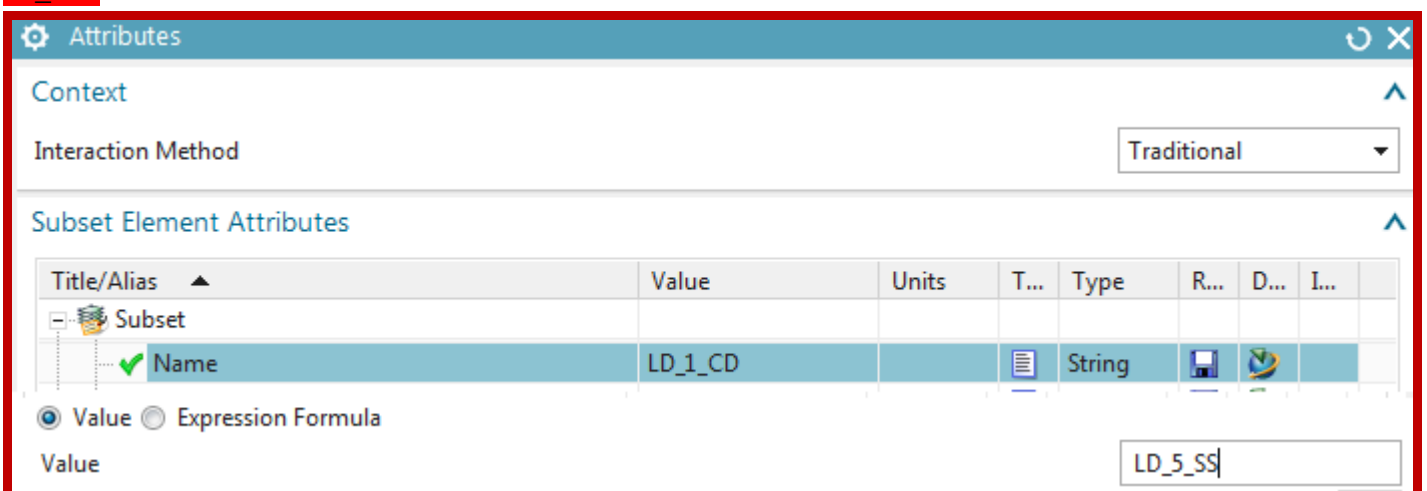 Attributes
Context
Interaction Method Traditional
Subset Element Attributes
Title/Alias Value Units T... Type R... D... I...
Subset
Name LD_1_CD String
Value Expression Formula
Value LD_5_SS